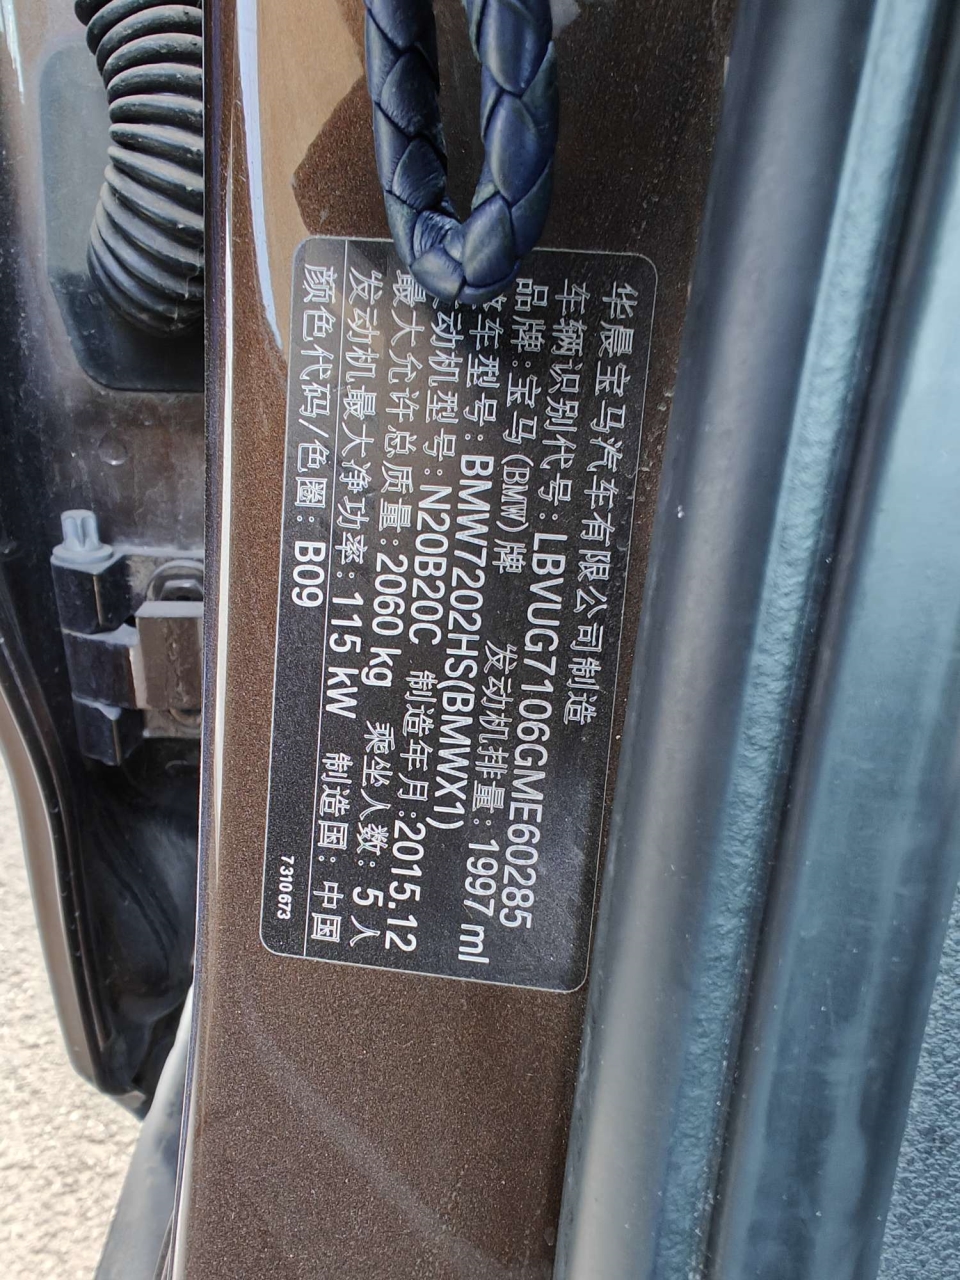 华晨宝马汽车有限公司 制造
车辆识别代号: LBVUG7106GME60285
品牌: 宝马(BMW)牌 发动机排量: 1997 ml
车型号: BMW7202HS(BMWX1)
动机型号: N20B20C 制造年月: 2015.12
最大允许总质量: 2060 kg 乘坐人数: 5 人
发动机最大净功率: 115 kW 制造国: 中国
颜色代码/色圈: B09
7310673